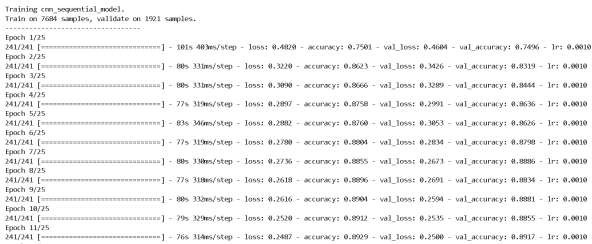 Training cnn_sequential_model.
Train on 7684 samples, validate on 1921 samples.
----------------------------------
Epoch 1/25
241/241 [==============================] - 101s 403ms/step - loss: 0.4820 - accuracy: 0.7501 - val_loss: 0.4604 - val_accuracy: 0.7496 - lr: 0.0010
Epoch 2/25
241/241 [==============================] - 80s 331ms/step - loss: 0.3220 - accuracy: 0.8623 - val_loss: 0.3426 - val_accuracy: 0.8319 - lr: 0.0010
Epoch 3/25
241/241 [==============================] - 80s 331ms/step - loss: 0.3090 - accuracy: 0.8666 - val_loss: 0.3289 - val_accuracy: 0.8444 - lr: 0.0010
Epoch 4/25
241/241 [==============================] - 77s 319ms/step - loss: 0.2897 - accuracy: 0.8758 - val_loss: 0.2991 - val_accuracy: 0.8636 - lr: 0.0010
Epoch 5/25
241/241 [==============================] - 83s 346ms/step - loss: 0.2882 - accuracy: 0.8760 - val_loss: 0.3053 - val_accuracy: 0.8626 - lr: 0.0010
Epoch 6/25
241/241 [==============================] - 77s 319ms/step - loss: 0.2780 - accuracy: 0.8804 - val_loss: 0.2834 - val_accuracy: 0.8798 - lr: 0.0010
Epoch 7/25
241/241 [==============================] - 80s 330ms/step - loss: 0.2736 - accuracy: 0.8855 - val_loss: 0.2673 - val_accuracy: 0.8886 - lr: 0.0010
Epoch 8/25
241/241 [==============================] - 77s 318ms/step - loss: 0.2618 - accuracy: 0.8896 - val_loss: 0.2691 - val_accuracy: 0.8834 - lr: 0.0010
Epoch 9/25
241/241 [==============================] - 80s 332ms/step - loss: 0.2616 - accuracy: 0.8904 - val_loss: 0.2594 - val_accuracy: 0.8881 - lr: 0.0010
Epoch 10/25
241/241 [==============================] - 79s 329ms/step - loss: 0.2520 - accuracy: 0.8912 - val_loss: 0.2535 - val_accuracy: 0.8855 - lr: 0.0010
Epoch 11/25
241/241 [==============================] - 76s 314ms/step - loss: 0.2487 - accuracy: 0.8929 - val_loss: 0.2500 - val_accuracy: 0.8917 - lr: 0.0010